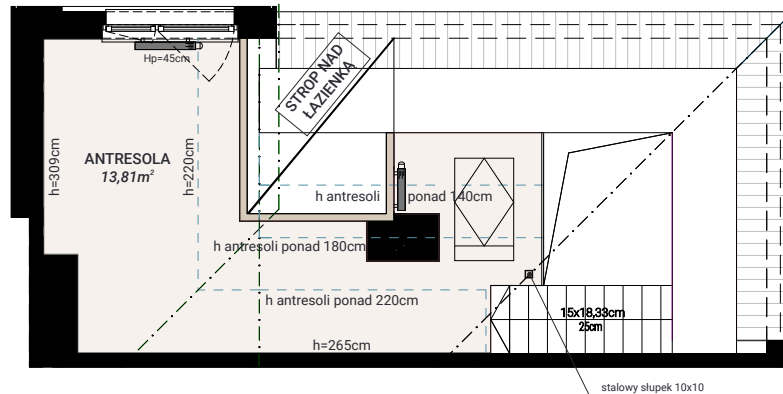 Hp=45cm
STROP NAD
ŁAZIENKĄ
ANTRESOLA
13,81m²
h=309cm
h=220cm
h antresoli ponad 140cm
h antresoli ponad 180cm
h antresoli ponad 220cm
15x18,33cm
25cm
h=265cm
stalowy słupek 10x10